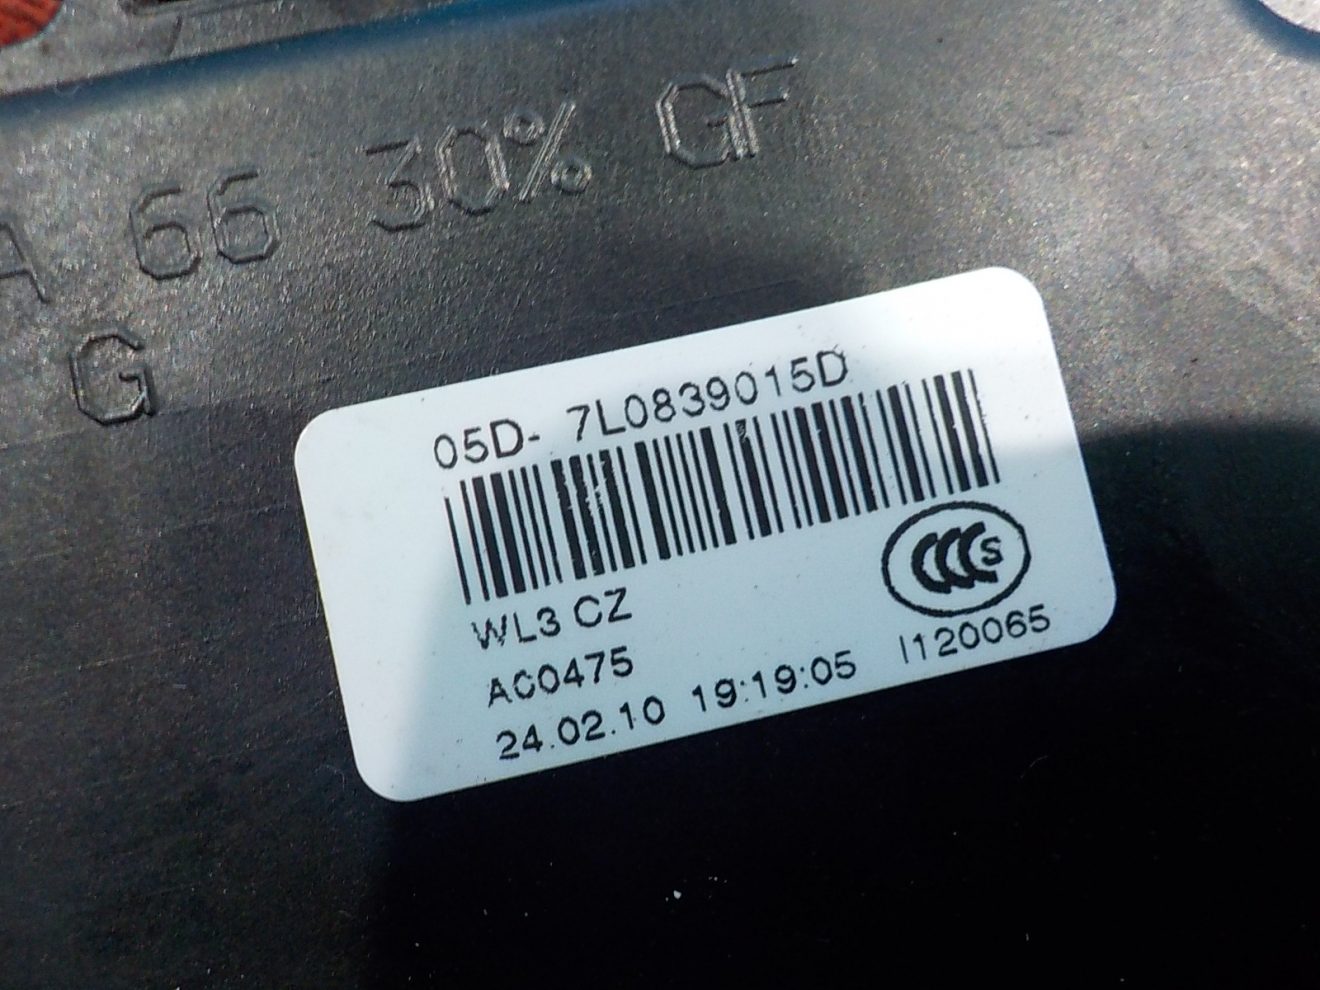 A 66 30% GF
G
05D- 7L0839015D
WL3 CZ
AC0475
24.02.10 19:19:05 I120065
CCC S